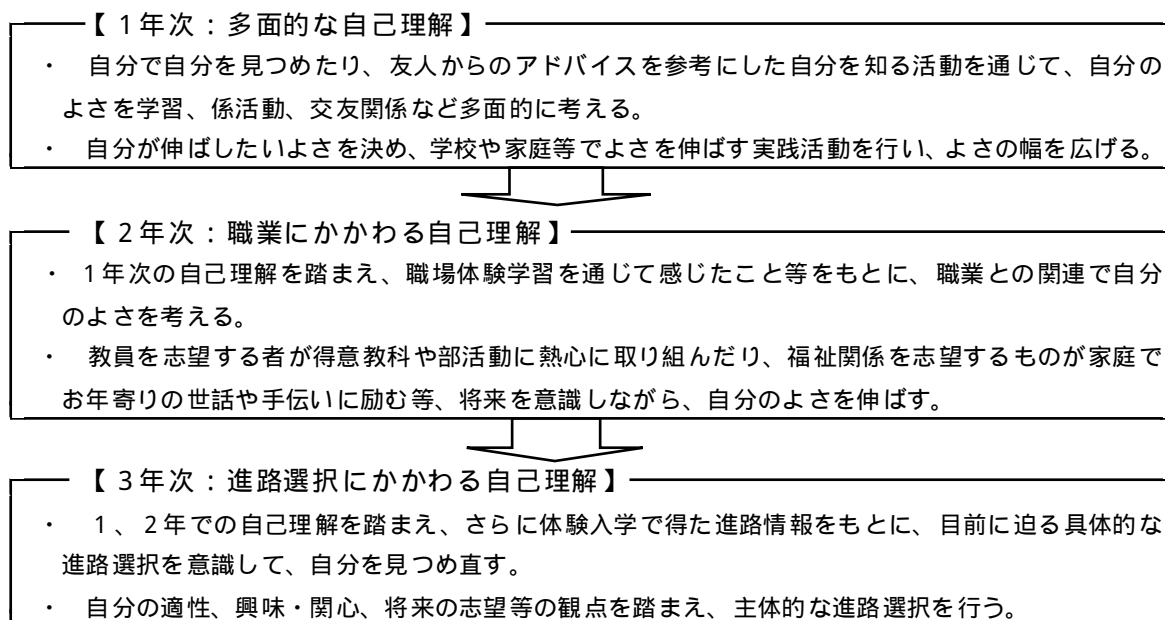 【１年次：多面的な自己理解】
・　自分で自分を見つめたり、友人からのアドバイスを参考にした自分を知る活動を通じて、自分の
よさを学習、係活動、交友関係など多面的に考える。
・　自分が伸ばしたいよさを決め、学校や家庭等でよさを伸ばす実践活動を行い、よさの幅を広げる。
【２年次：職業にかかわる自己理解】
・　１年次の自己理解を踏まえ、職場体験学習を通じて感じたこと等をもとに、職業との関連で自分
のよさを考える。
・　教員を志望する者が得意教科や部活動に熱心に取り組んだり、福祉関係を志望するものが家庭で
お年寄りの世話や手伝いに励む等、将来を意識しながら、自分のよさを伸ばす。
【３年次：進路選択にかかわる自己理解】
・　１、２年での自己理解を踏まえ、さらに体験入学で得た進路情報をもとに、目前に迫る具体的な
進路選択を意識して、自分を見つめ直す。
・　自分の適性、興味・関心、将来の志望等の観点を踏まえ、主体的な進路選択を行う。